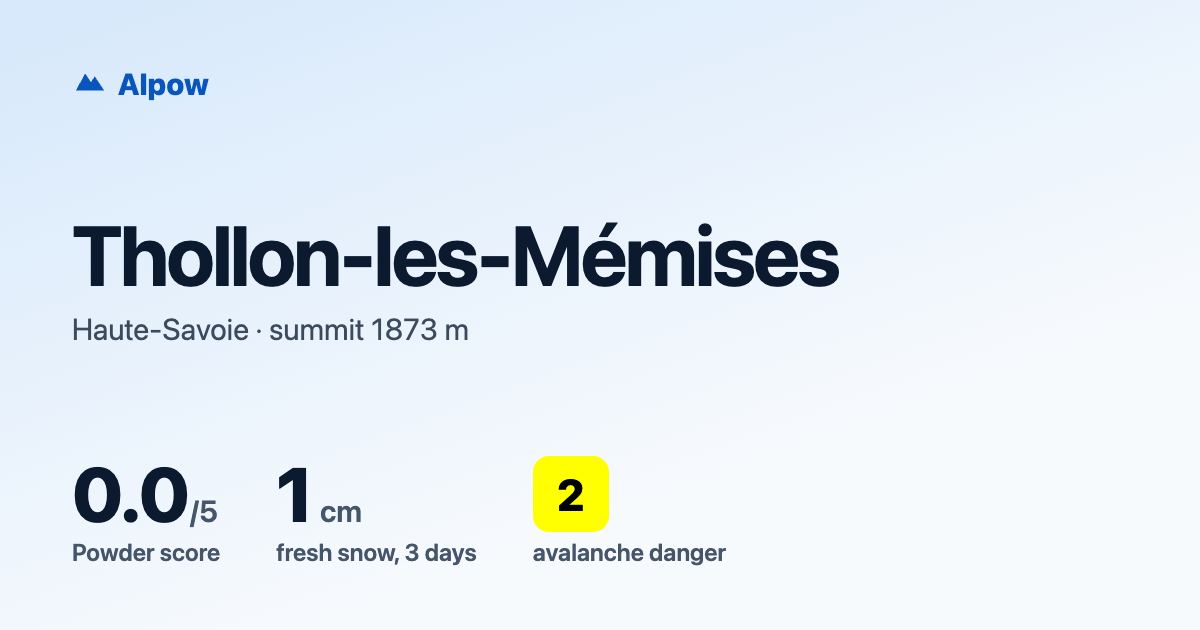 Alpow
Thollon-les-Mémises
Haute-Savoie · summit 1873 m
0.0/5
Powder score
1 cm
fresh snow, 3 days
2
avalanche danger